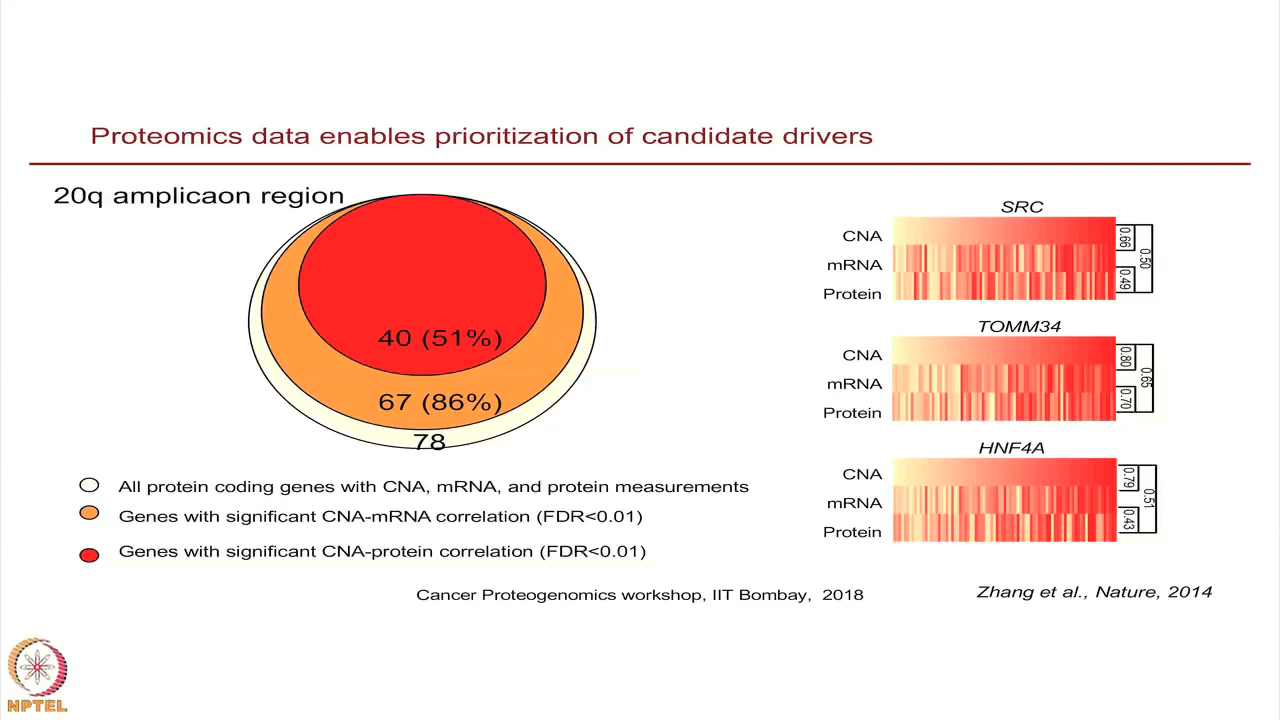 Proteomics data enables prioritization of candidate drivers
20q amplicaon region
40 (51%)
67 (86%)
78
All protein coding genes with CNA, mRNA, and protein measurements
Genes with significant CNA-mRNA correlation (FDR<0.01)
Genes with significant CNA-protein correlation (FDR<0.01)
SRC
CNA
mRNA
Protein
0.66
0.49
0.50
TOMM34
CNA
mRNA
Protein
0.80
0.70
0.65
HNF4A
CNA
mRNA
Protein
0.79
0.43
0.51
Cancer Proteogenomics workshop, IIT Bombay, 2018
Zhang et al., Nature, 2014
NPTEL